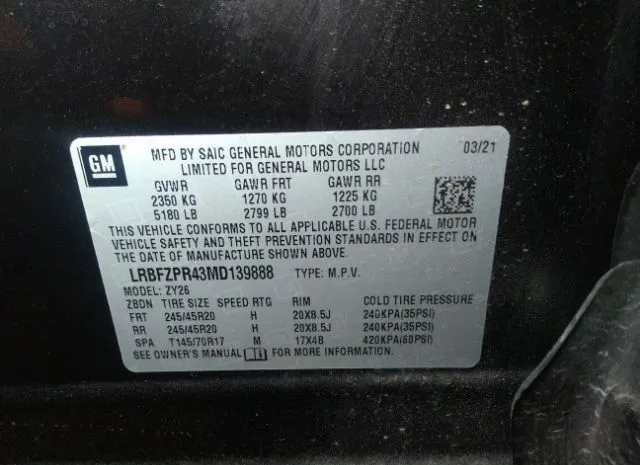 GM
MFD BY SAIC GENERAL MOTORS CORPORATION 03/21
LIMITED FOR GENERAL MOTORS LLC
GVWR GAWR FRT GAWR RR
2350 KG 1270 KG 1225 KG
5180 LB 2799 LB 2700 LB
THIS VEHICLE CONFORMS TO ALL APPLICABLE U.S. FEDERAL MOTOR
VEHICLE SAFETY AND THEFT PREVENTION STANDARDS IN EFFECT ON
THE DATE OF MANUFACTURE SHOWN ABOVE.
LRBFZPR43MD139888 TYPE: M.P.V.
MODEL: ZY26
ZBDN TIRE SIZE SPEED RTG RIM COLD TIRE PRESSURE
FRT 245/45R20 H 20X8.5J 240KPA(35PSI)
RR 245/45R20 H 20X8.5J 240KPA(35PSI)
SPA T145/70R17 M 17X4B 420KPA(60PSI)
SEE OWNER'S MANUAL FOR MORE INFORMATION.